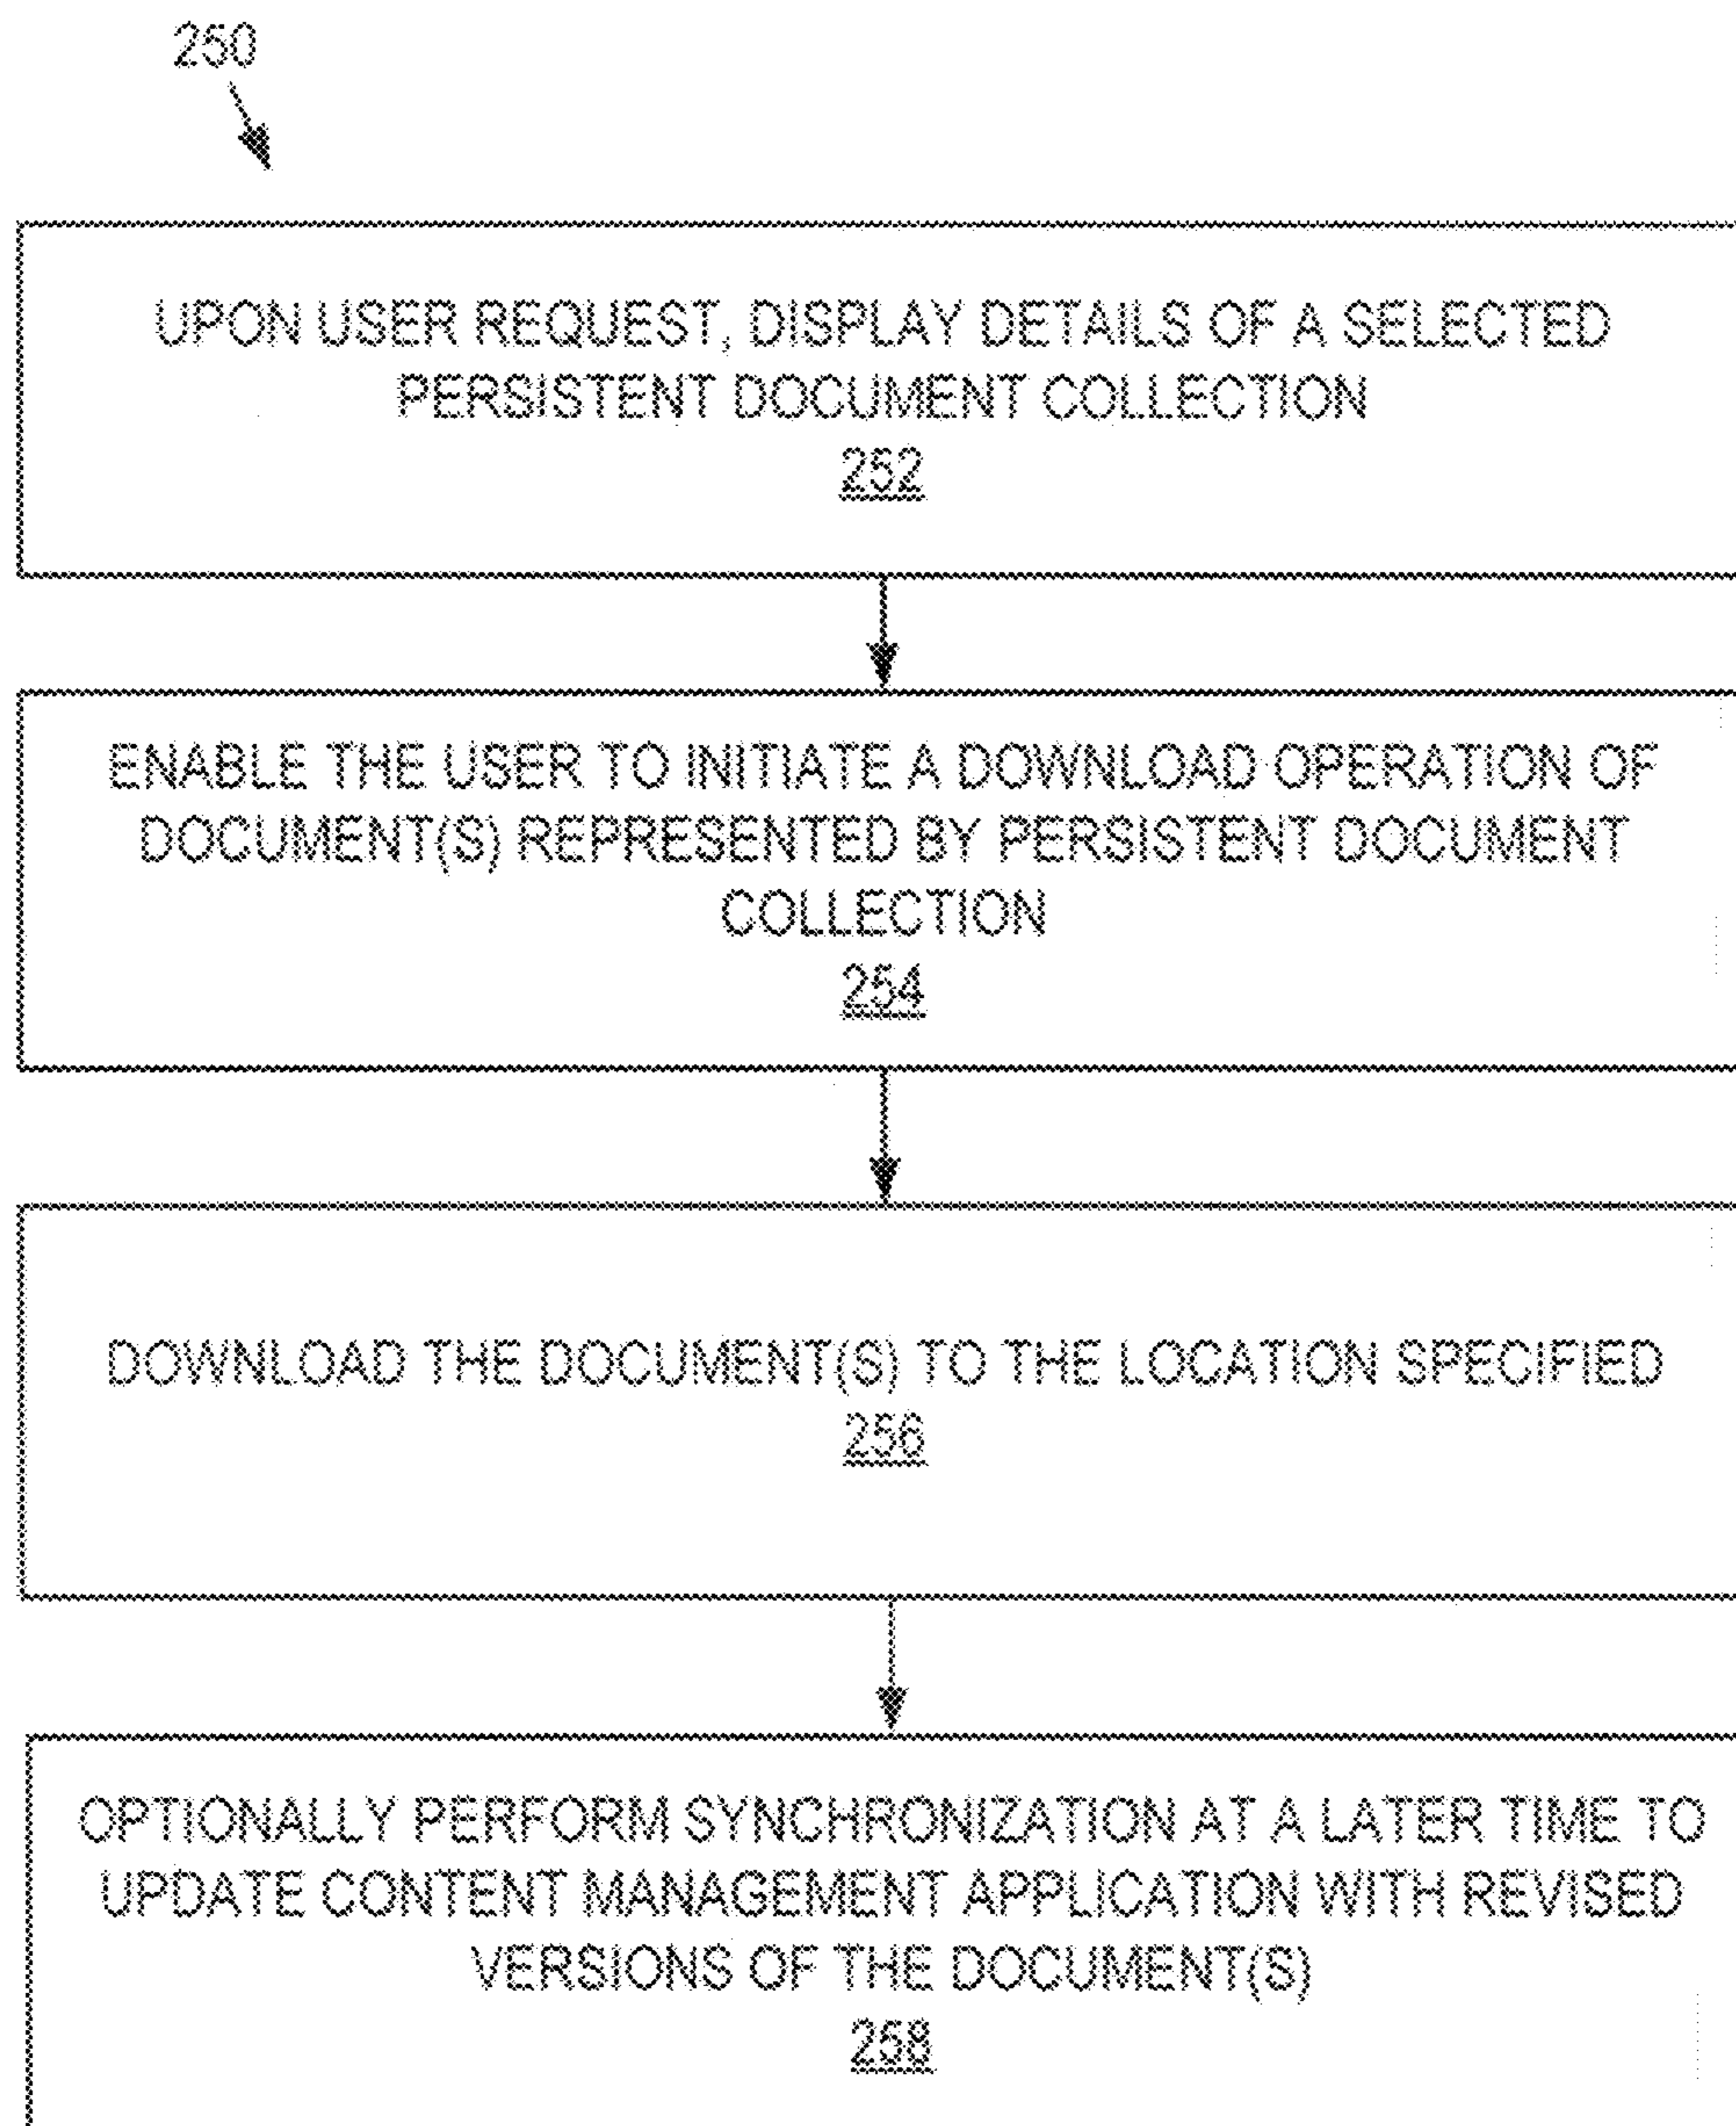 250
UPON USER REQUEST, DISPLAY DETAILS OF A SELECTED
PERSISTENT DOCUMENT COLLECTION
252
ENABLE THE USER TO INITIATE A DOWNLOAD OPERATION OF
DOCUMENT(S) REPRESENTED BY PERSISTENT DOCUMENT
COLLECTION
254
DOWNLOAD THE DOCUMENT(S) TO THE LOCATION SPECIFIED
256
OPTIONALLY PERFORM SYNCHRONIZATION AT A LATER TIME TO
UPDATE CONTENT MANAGEMENT APPLICATION WITH REVISED
VERSIONS OF THE DOCUMENT(S)
258